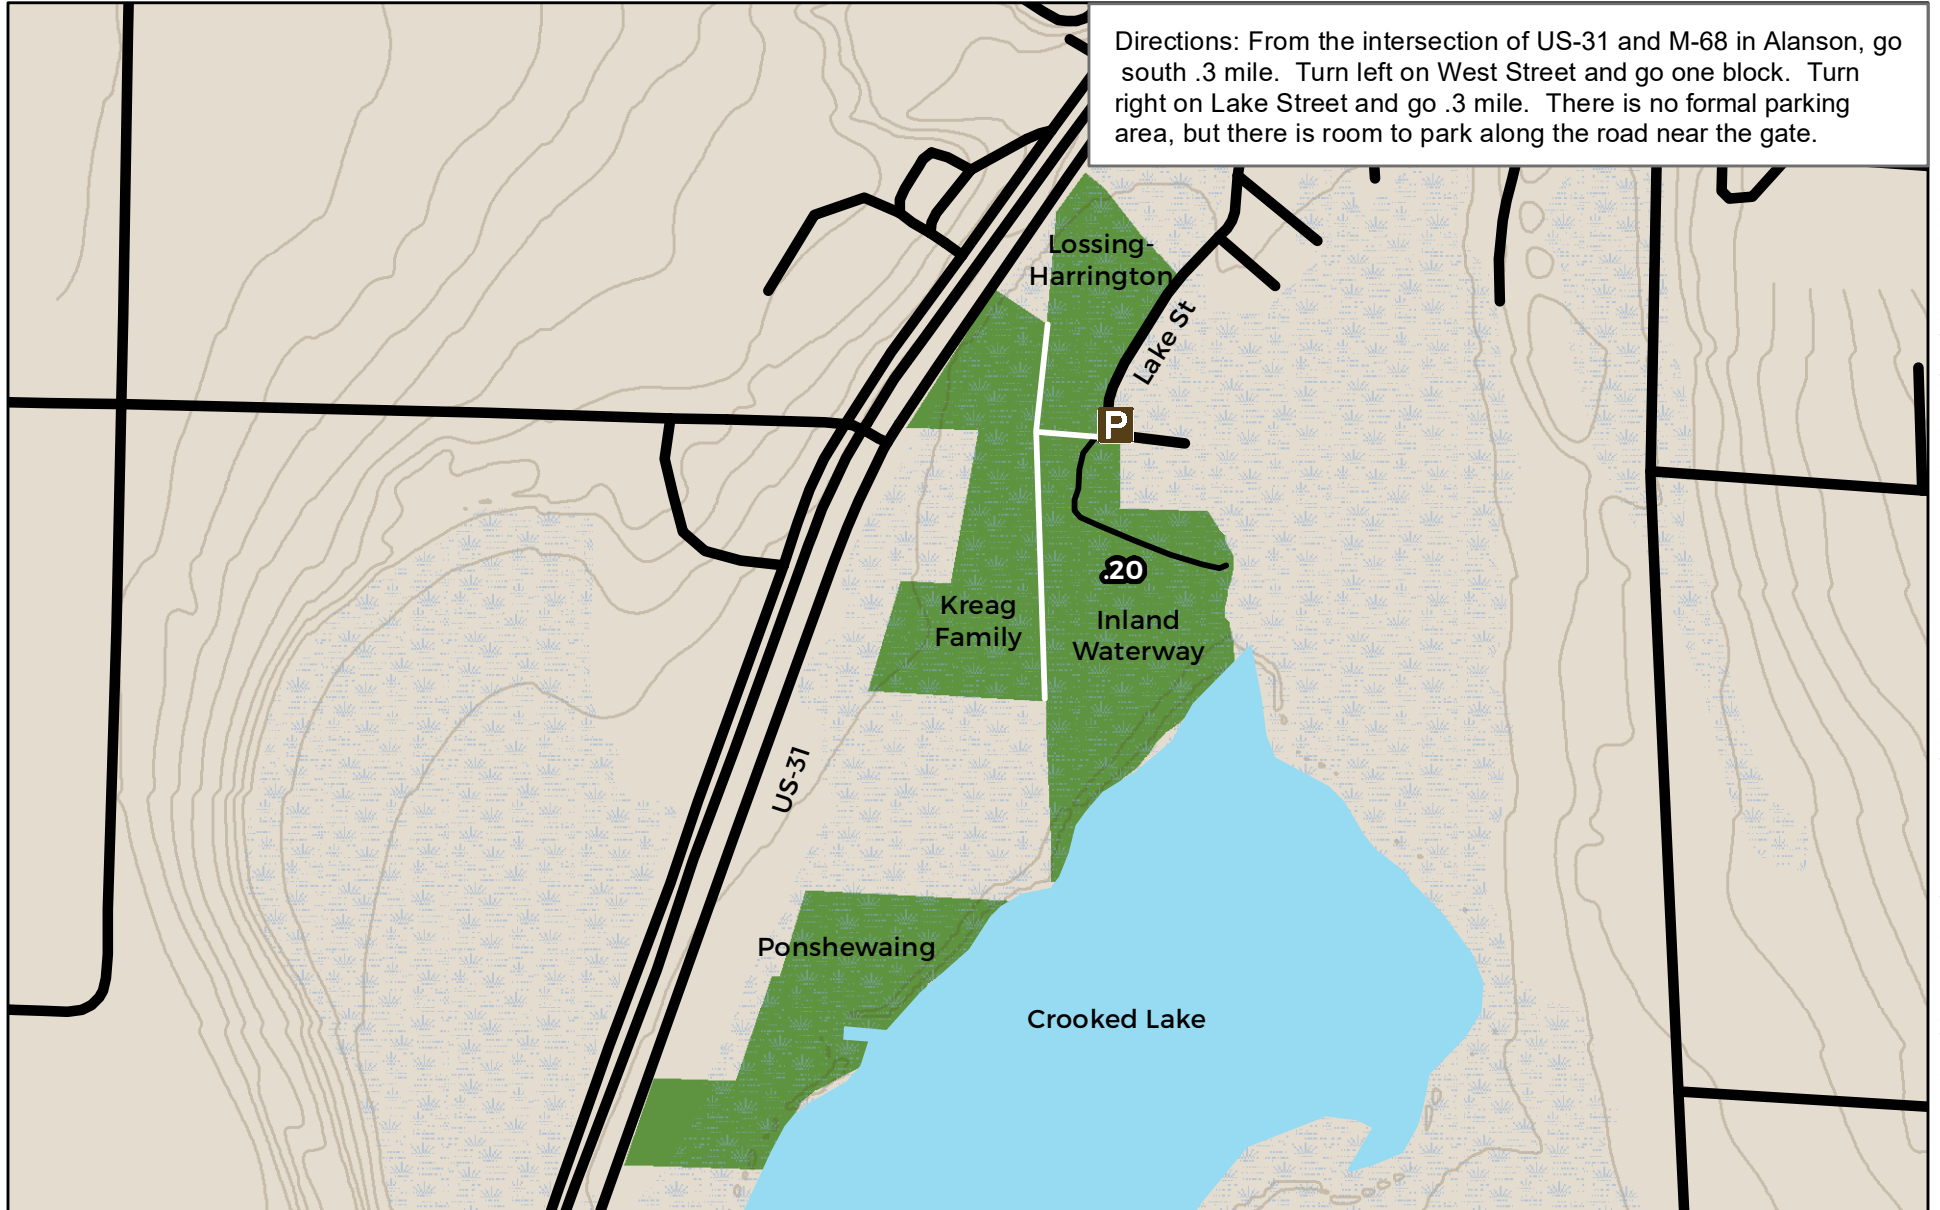 Directions: From the intersection of US-31 and M-68 in Alanson, go
south .3 mile.  Turn left on West Street and go one block.  Turn
right on Lake Street and go .3 mile.  There is no formal parking
area, but there is room to park along the road near the gate.
Lossing-
Harrington
Lake St
P
.20
Kreag
Family
Inland
Waterway
US-31
Ponshewaing
Crooked Lake